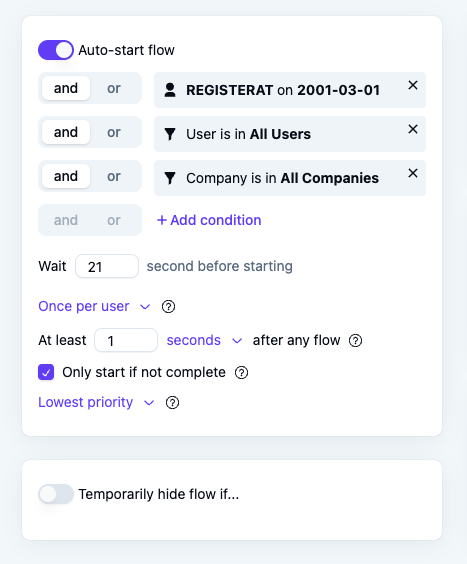 Auto-start flow
and or REGISTERAT on 2001-03-01
and or User is in All Users
and or Company is in All Companies
and or + Add condition
Wait 21 second before starting
Once per user
At least 1 seconds after any flow
Only start if not complete
Lowest priority
Temporarily hide flow if...